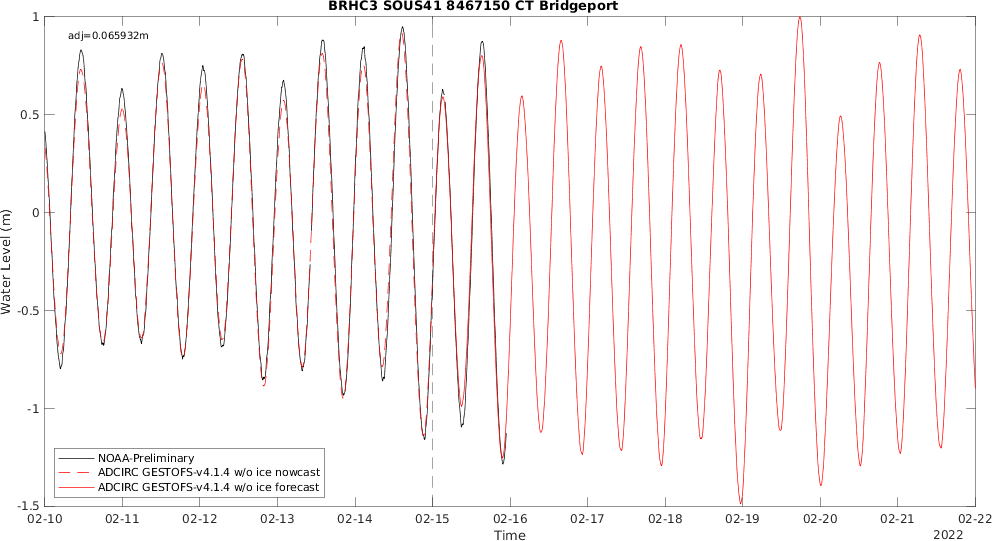 BRHC3 SOUS41 8467150 CT Bridgeport
adj=0.065932m
1
0.5
0
-0.5
-1
-1.5
Water Level (m)
NOAA-Preliminary
ADCIRC GESTOFS-v4.1.4 w/o ice nowcast
ADCIRC GESTOFS-v4.1.4 w/o ice forecast
02-10 02-11 02-12 02-13 02-14 02-15 02-16 02-17 02-18 02-19 02-20 02-21 02-22
Time
2022